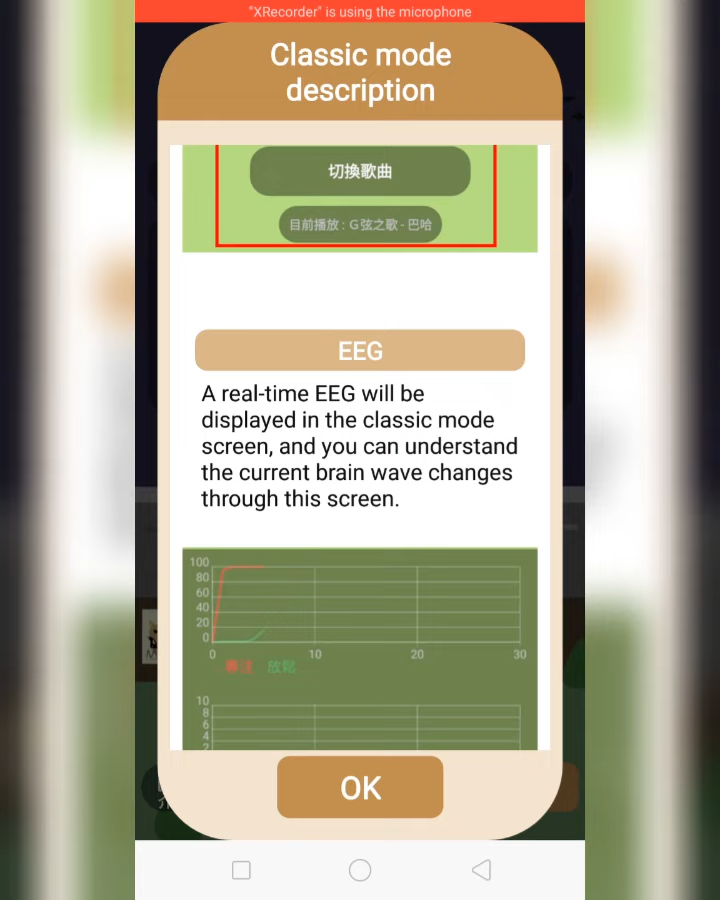 "XRecorder" is using the microphone
Classic mode
description
切換歌曲
目前播放 : G弦之歌 - 巴哈
EEG
A real-time EEG will be
displayed in the classic mode
screen, and you can understand
the current brain wave changes
through this screen.
100
80
60
40
20
0
0 10 20 30
專注 放鬆
10
8
6
4
2
OK